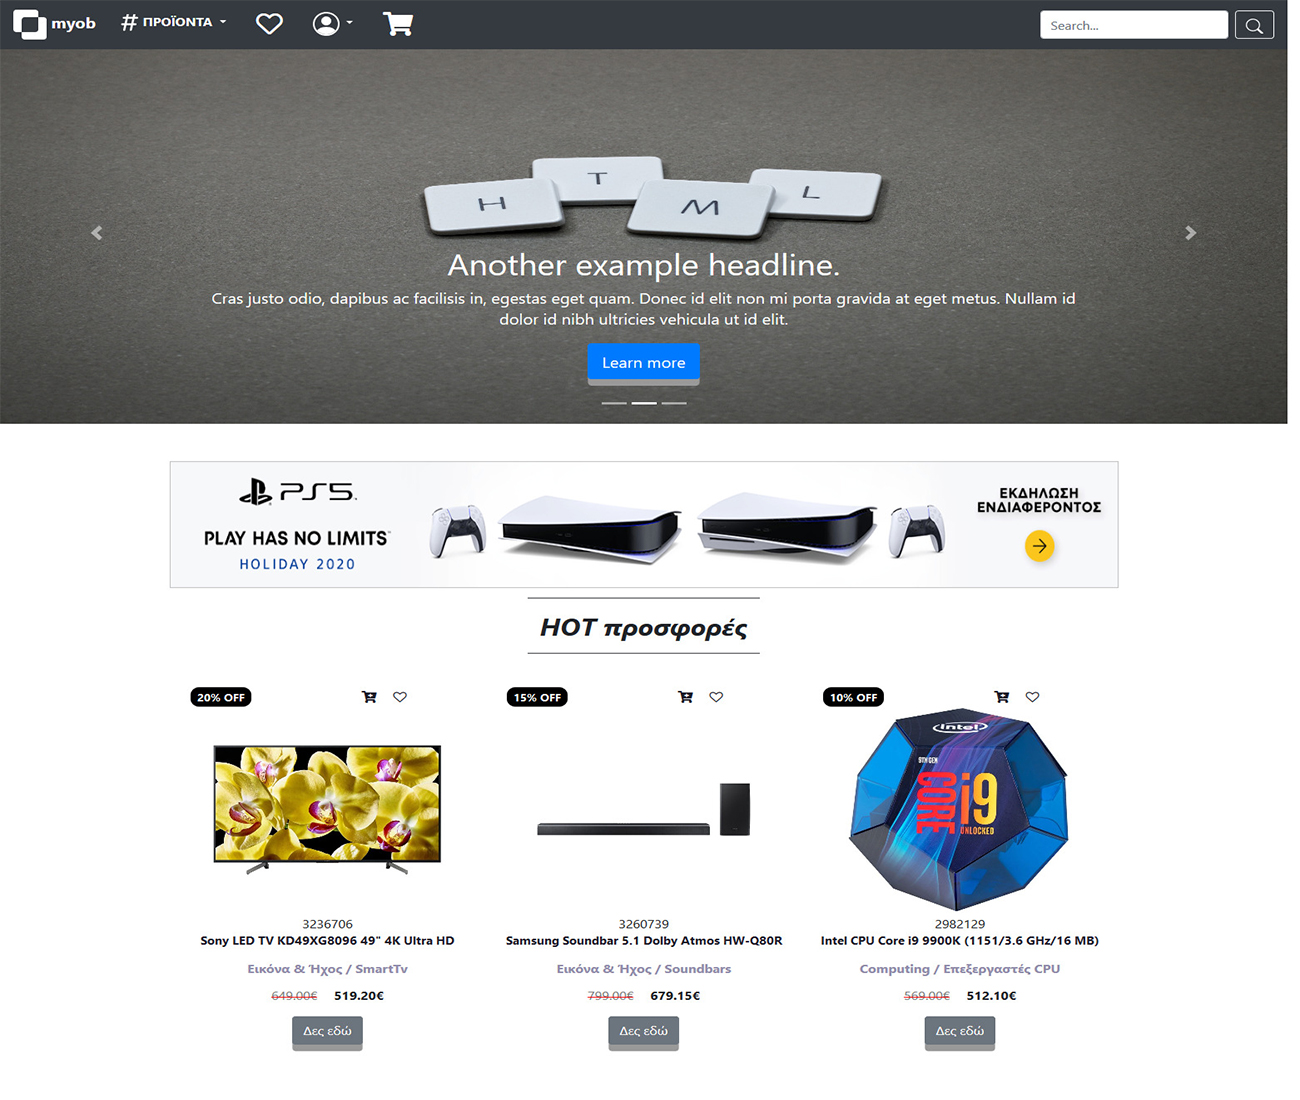 myob
# ΠΡΟΪΟΝΤΑ
Search...
H T M L
Another example headline.
Cras justo odio, dapibus ac facilisis in, egestas eget quam. Donec id elit non mi porta gravida at eget metus. Nullam id
dolor id nibh ultricies vehicula ut id elit.
Learn more
PS5™
PLAY HAS NO LIMITS™
HOLIDAY 2020
ΕΚΔΗΛΩΣΗ
ΕΝΔΙΑΦΕΡΟΝΤΟΣ
HOT προσφορές
20% OFF
3236706
Sony LED TV KD49XG8096 49" 4K Ultra HD
Εικόνα & Ήχος / SmartTv
649.00€ 519.20€
Δες εδώ
15% OFF
3260739
Samsung Soundbar 5.1 Dolby Atmos HW-Q80R
Εικόνα & Ήχος / Soundbars
799.00€ 679.15€
Δες εδώ
10% OFF
intel
9TH GEN
CORE i9
UNLOCKED
2982129
Intel CPU Core i9 9900K (1151/3.6 GHz/16 MB)
Computing / Επεξεργαστές CPU
569.00€ 512.10€
Δες εδώ